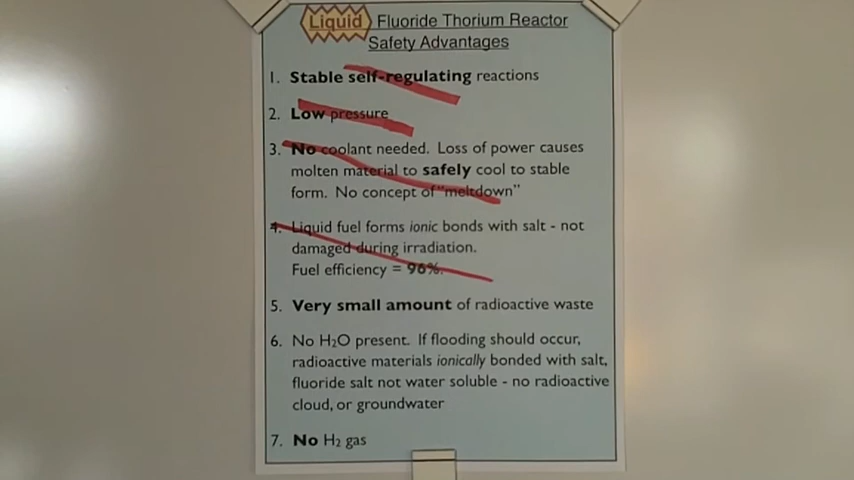 Liquid Fluoride Thorium Reactor
Safety Advantages
1. Stable self-regulating reactions
2. Low pressure
3. No coolant needed. Loss of power causes
molten material to safely cool to stable
form. No concept of "meltdown"
4. Liquid fuel forms ionic bonds with salt - not
damaged during irradiation.
Fuel efficiency = 96%.
5. Very small amount of radioactive waste
6. No H₂O present. If flooding should occur,
radioactive materials ionically bonded with salt,
fluoride salt not water soluble - no radioactive
cloud, or groundwater
7. No H₂ gas